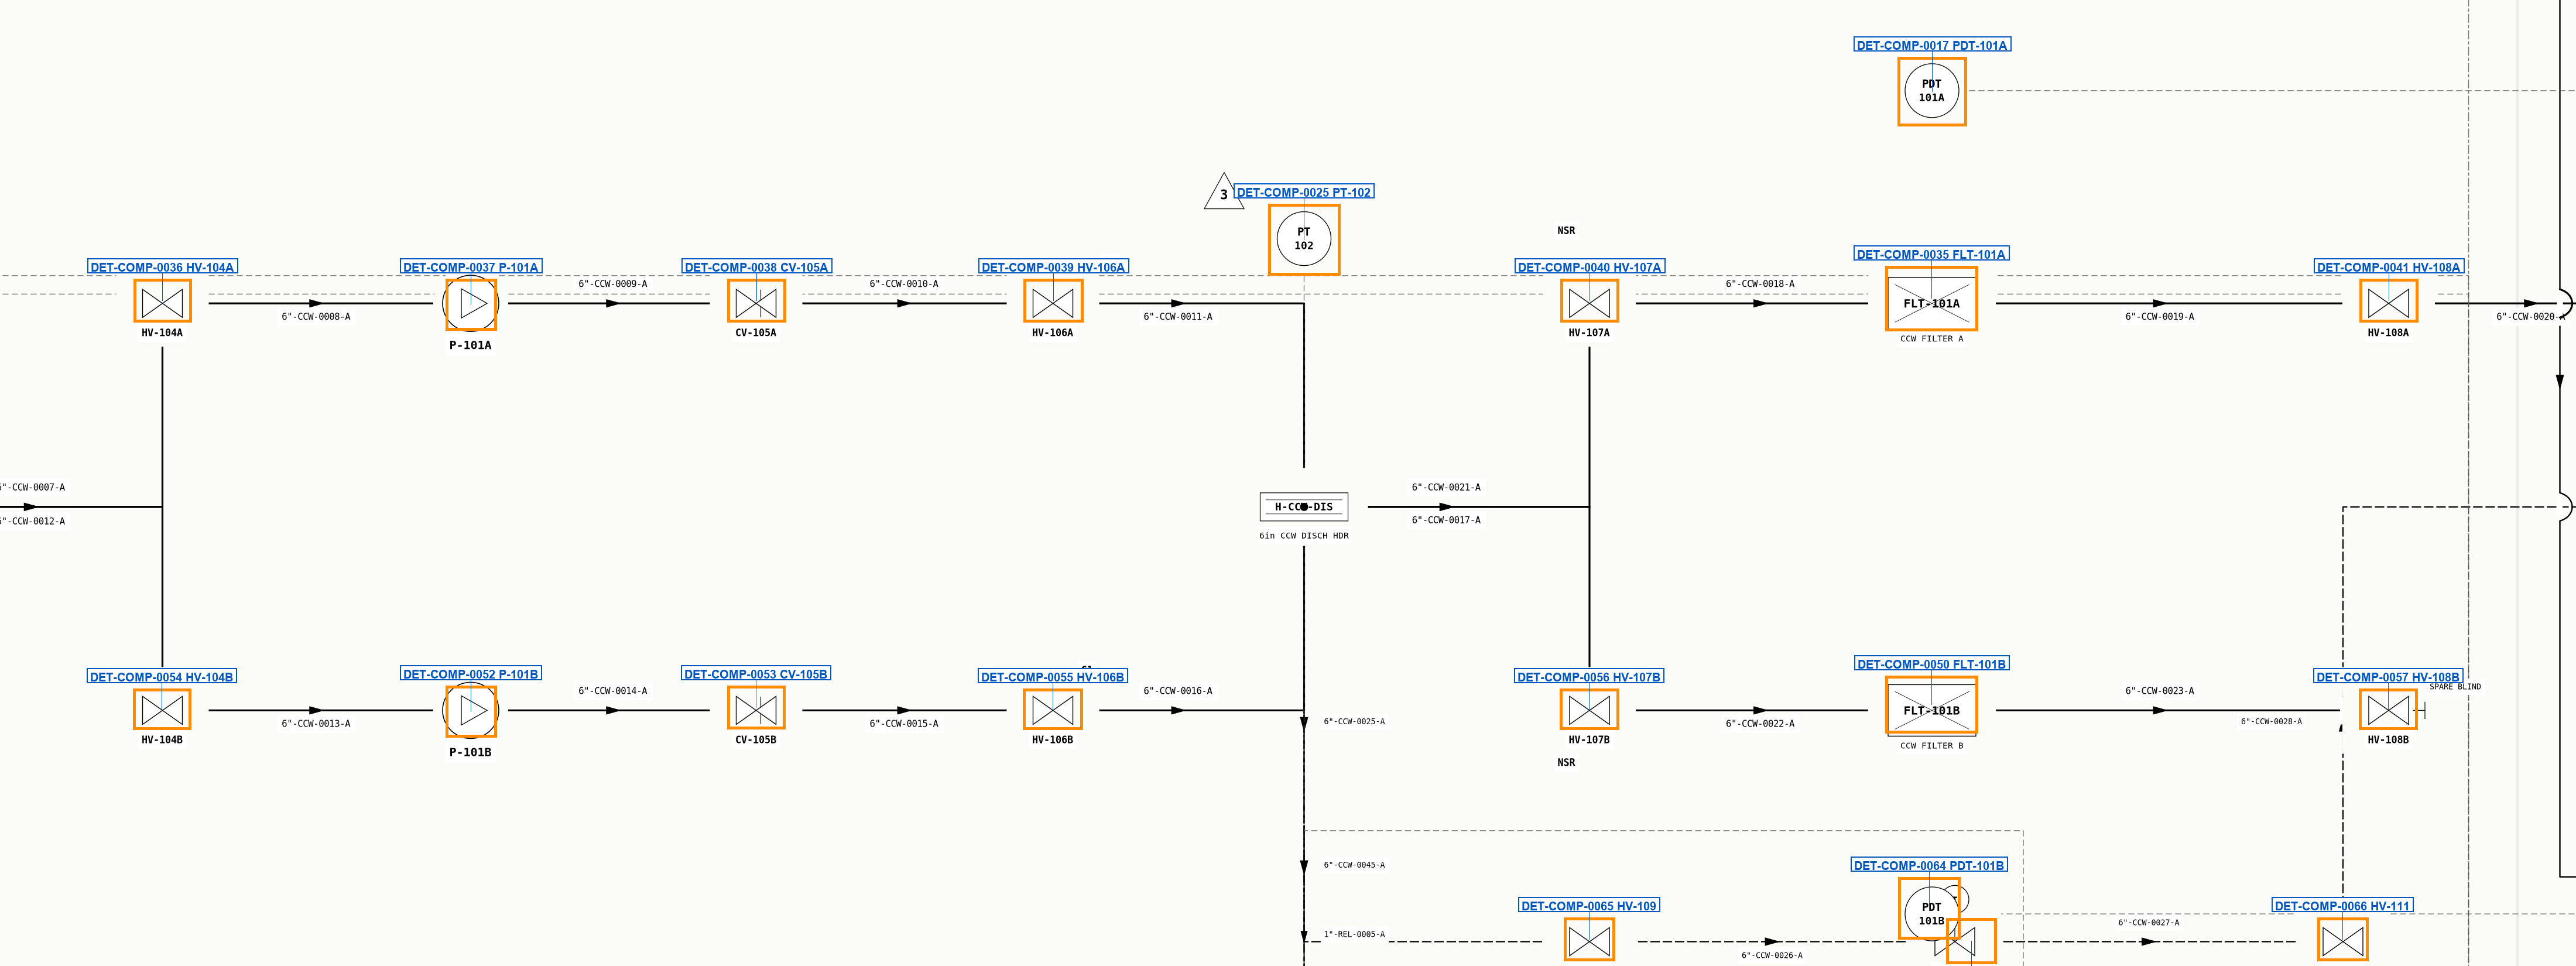 DET-COMP-0017 PDT-101A
PDT
101A
3
DET-COMP-0025 PT-102
PT
102
NSR
DET-COMP-0036 HV-104A
DET-COMP-0037 P-101A
DET-COMP-0038 CV-105A
DET-COMP-0039 HV-106A
DET-COMP-0040 HV-107A
DET-COMP-0035 FLT-101A
DET-COMP-0041 HV-108A
6"-CCW-0009-A
6"-CCW-0010-A
6"-CCW-0018-A
FLT-101A
6"-CCW-0008-A
6"-CCW-0011-A
6"-CCW-0019-A
6"-CCW-0020-A
HV-104A
P-101A
CV-105A
HV-106A
HV-107A
CCW FILTER A
HV-108A
6"-CCW-0007-A
6"-CCW-0021-A
H-CCW-DIS
6"-CCW-0012-A
6"-CCW-0017-A
6in CCW DISCH HDR
DET-COMP-0054 HV-104B
DET-COMP-0052 P-101B
DET-COMP-0053 CV-105B
DET-COMP-0055 HV-106B
DET-COMP-0056 HV-107B
DET-COMP-0050 FLT-101B
DET-COMP-0057 HV-108B
SPARE BLIND
6"-CCW-0014-A
6"-CCW-0016-A
6"-CCW-0023-A
FLT-101B
6"-CCW-0013-A
6"-CCW-0015-A
6"-CCW-0025-A
6"-CCW-0022-A
6"-CCW-0028-A
HV-104B
P-101B
CV-105B
HV-106B
HV-107B
CCW FILTER B
HV-108B
NSR
6"-CCW-0045-A
DET-COMP-0064 PDT-101B
DET-COMP-0065 HV-109
PDT
101B
DET-COMP-0066 HV-111
6"-CCW-0027-A
1"-REL-0005-A
6"-CCW-0026-A